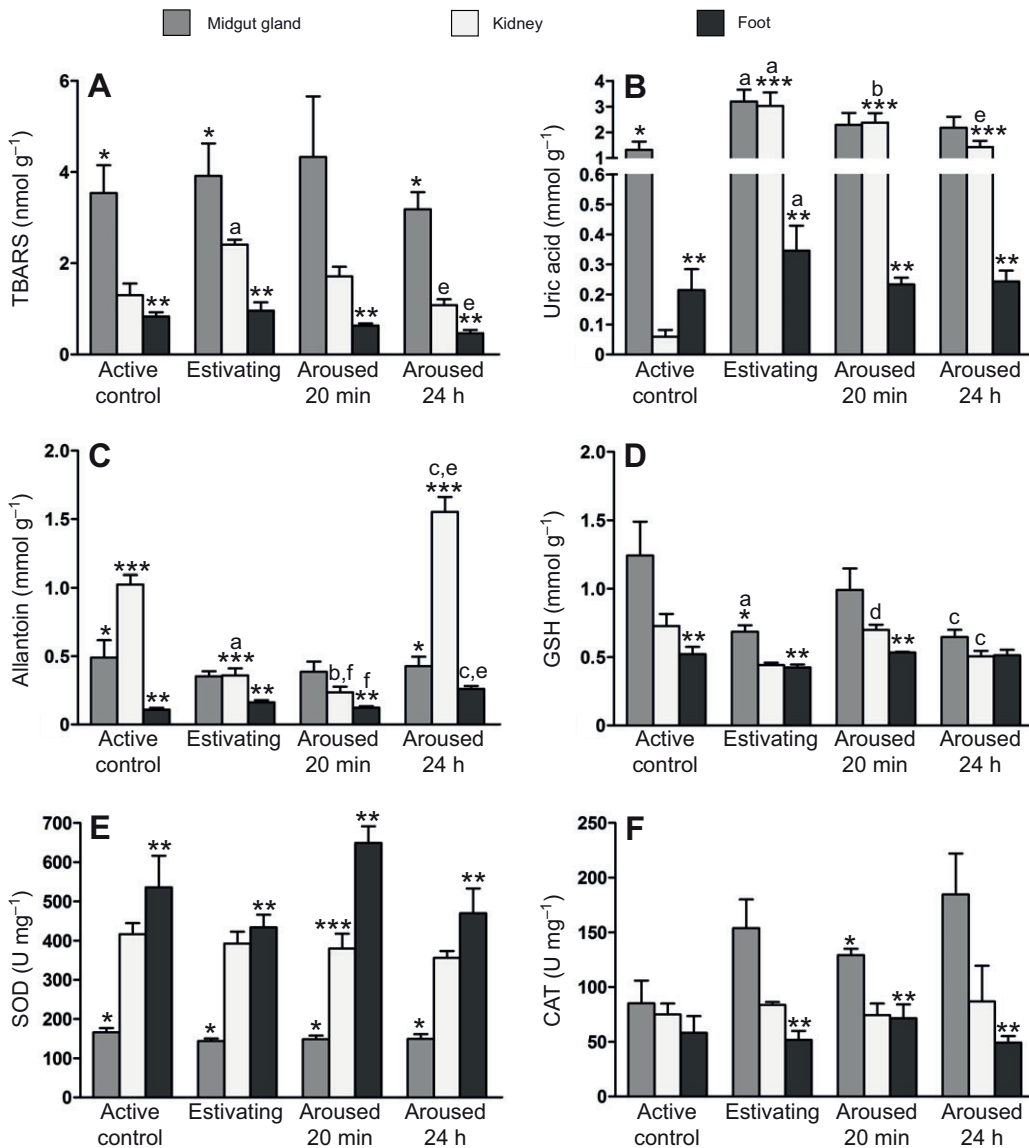 Midgut gland Kidney Foot
A
TBARS (nmol g–1)
6
4
2
0
*
**
*
a
**
*
e
e
**
**
Active control
Estivating
Aroused 20 min
Aroused 24 h
B
Uric acid (mmol g–1)
4
3
2
1
0.6
0.5
0.4
0.3
0.2
0.1
0
*
**
a
a
***
a
**
b
***
**
e
***
**
Active control
Estivating
Aroused 20 min
Aroused 24 h
C
Allantoin (mmol g–1)
2.0
1.5
1.0
0.5
0
*
***
**
a
***
**
b,f
f
**
*
c,e
***
c,e
Active control
Estivating
Aroused 20 min
Aroused 24 h
D
GSH (mmol g–1)
2.0
1.5
1.0
0.5
0
**
a
*
**
d
**
c
c
Active control
Estivating
Aroused 20 min
Aroused 24 h
E
SOD (U mg–1)
700
600
500
400
300
200
100
0
*
**
*
**
*
***
**
*
**
Active control
Estivating
Aroused 20 min
Aroused 24 h
F
CAT (U mg–1)
250
200
150
100
50
0
**
*
**
**
Active control
Estivating
Aroused 20 min
Aroused 24 h